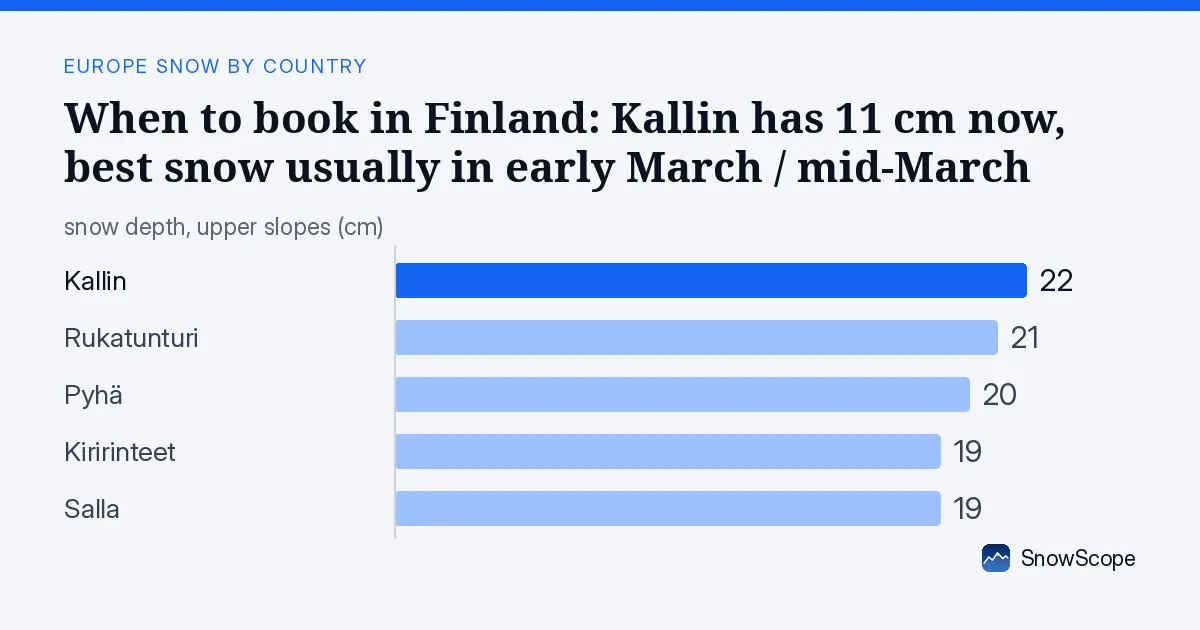 EUROPE SNOW BY COUNTRY
When to book in Finland: Kallin has 11 cm now,
best snow usually in early March / mid-March
snow depth, upper slopes (cm)
Kallin 22
Rukatunturi 21
Pyhä 20
Kiririnteet 19
Salla 19
SnowScope